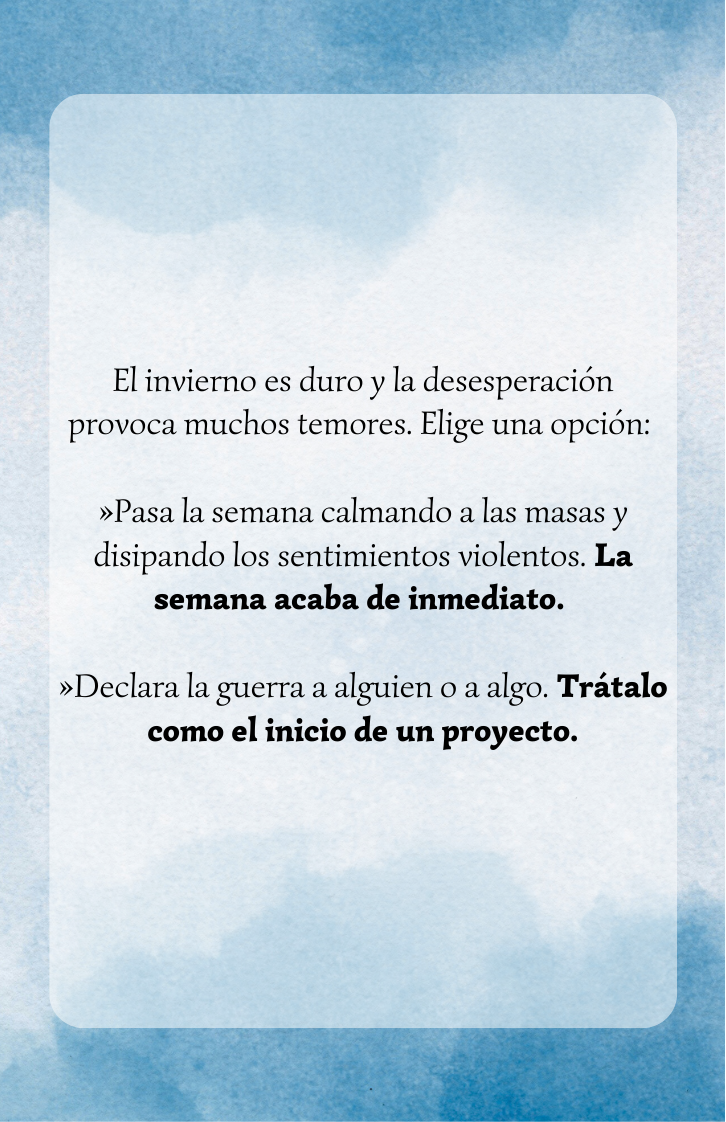 El invierno es duro y la desesperación
provoca muchos temores. Elige una opción:
»Pasa la semana calmando a las masas y
disipando los sentimientos violentos. La
semana acaba de inmediato.
»Declara la guerra a alguien o a algo. Trátalo
como el inicio de un proyecto.